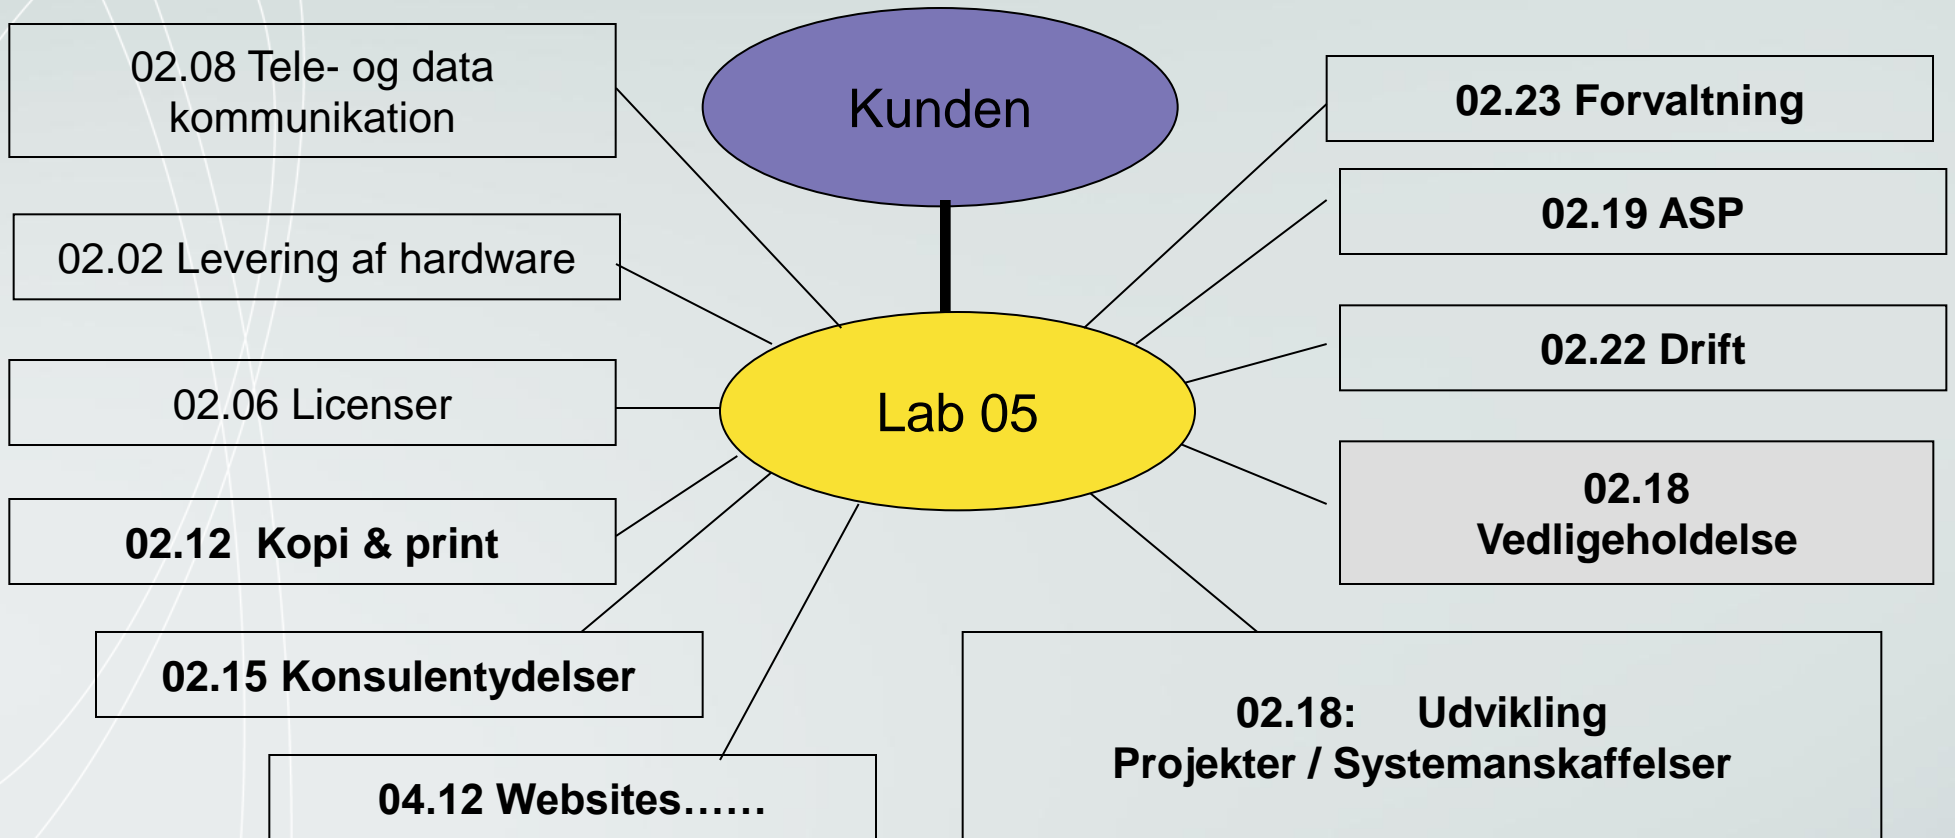 02.08 Tele- og data
kommunikation
Kunden
02.23 Forvaltning
02.19 ASP
02.02 Levering af hardware
02.22 Drift
02.06 Licenser
Lab 05
02.18
Vedligeholdelse
02.12  Kopi & print
02.15 Konsulentydelser
02.18:     Udvikling
Projekter / Systemanskaffelser
04.12 Websites……